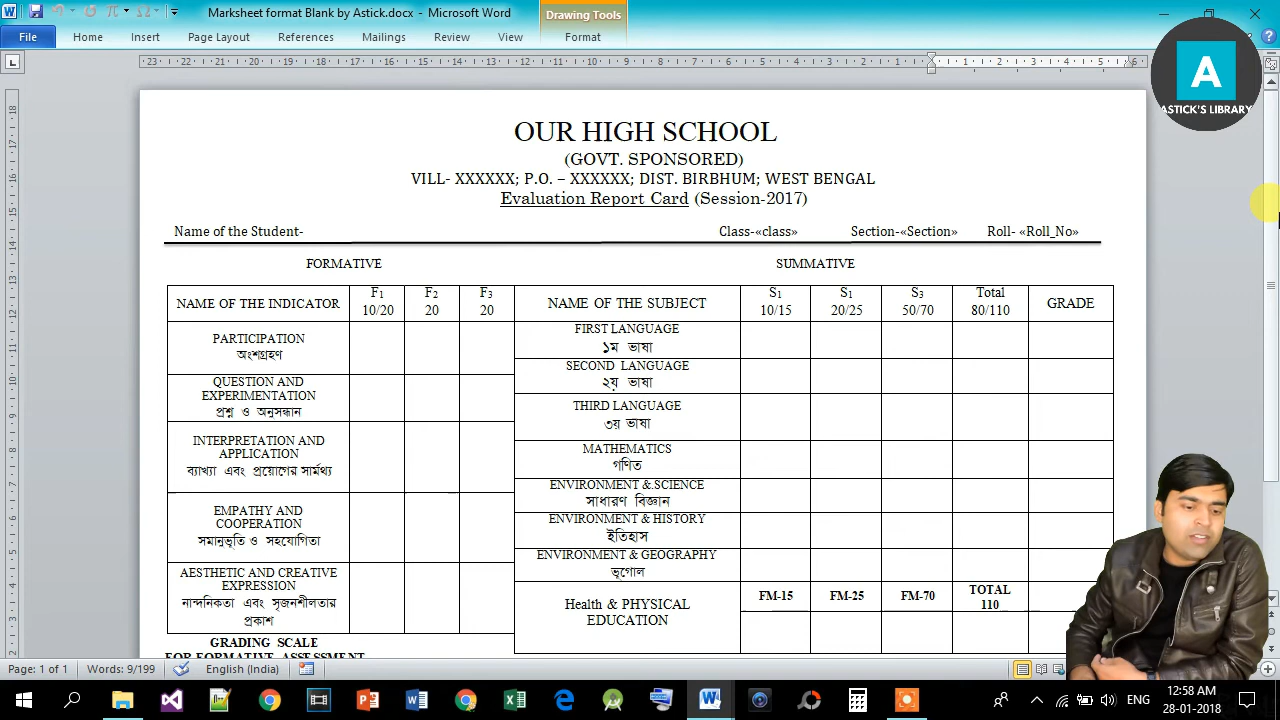 Marksheet format Blank by Astick.docx - Microsoft Word
Drawing Tools
File Home Insert Page Layout References Mailings Review View Format
A
ASTICK'S LIBRARY
OUR HIGH SCHOOL
(GOVT. SPONSORED)
VILL- XXXXXX; P.O. – XXXXXX; DIST. BIRBHUM; WEST BENGAL
Evaluation Report Card (Session-2017)
Name of the Student- Class-«class» Section-«Section» Roll- «Roll_No»
FORMATIVE SUMMATIVE
NAME OF THE INDICATOR F1 10/20 F2 20 F3 20
PARTICIPATION
অংশগ্রহণ
QUESTION AND
EXPERIMENTATION
প্রশ্ন ও অনুসন্ধান
INTERPRETATION AND
APPLICATION
ব্যাখ্যা এবং প্রয়োগের সার্মথ্য
EMPATHY AND
COOPERATION
সমানুভূতি ও সহযোগিতা
AESTHETIC AND CREATIVE
EXPRESSION
নান্দনিকতা এবং সৃজনশীলতার
প্রকাশ
GRADING SCALE
FOR FORMATIVE ASSESSMENT
NAME OF THE SUBJECT S1 10/15 S1 20/25 S3 50/70 Total 80/110 GRADE
FIRST LANGUAGE
১ম ভাষা
SECOND LANGUAGE
২য় ভাষা
THIRD LANGUAGE
৩য় ভাষা
MATHEMATICS
গণিত
ENVIRONMENT &.SCIENCE
সাধারণ বিজ্ঞান
ENVIRONMENT & HISTORY
ইতিহাস
ENVIRONMENT & GEOGRAPHY
ভূগোল
Health & PHYSICAL
EDUCATION
FM-15 FM-25 FM-70 TOTAL
110
Page: 1 of 1 Words: 9/199 English (India)
ENG
12:58 AM
28-01-2018